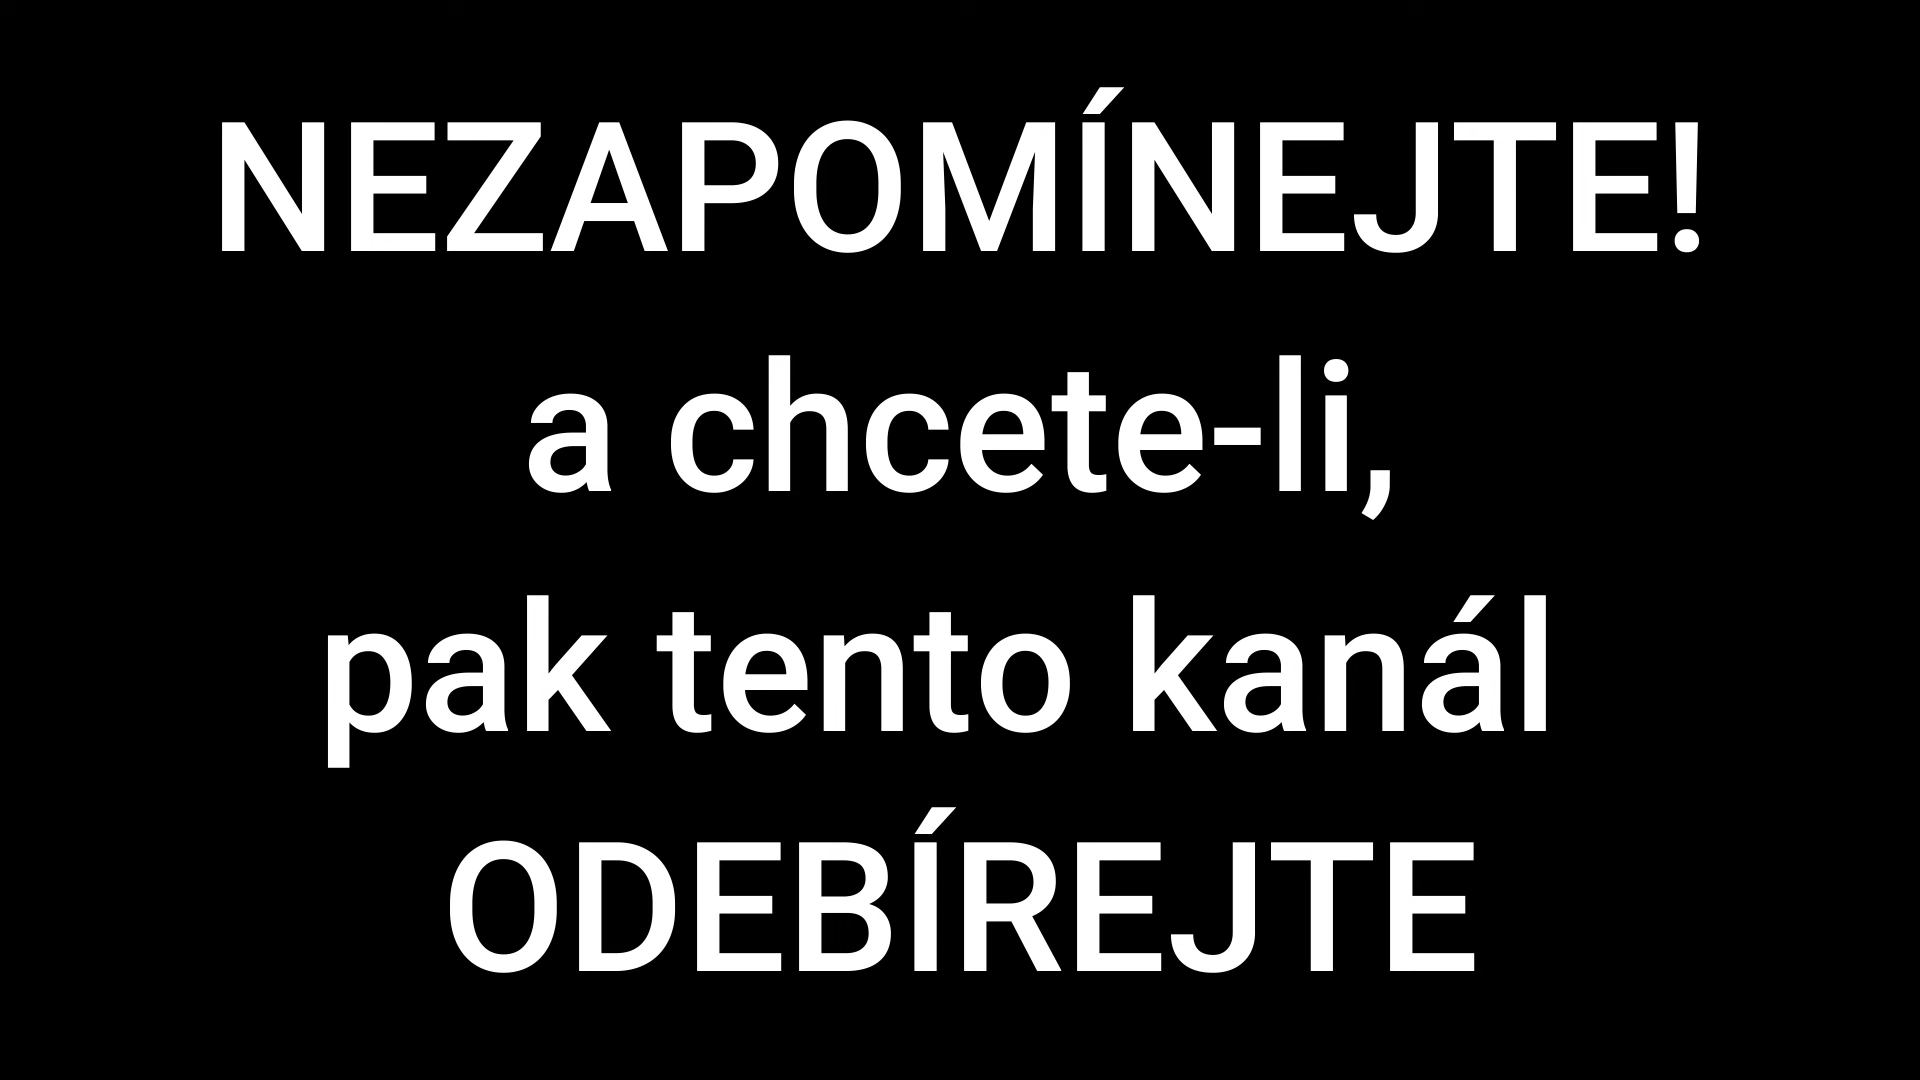 NEZAPOMÍNEJTE!
a chcete-li,
pak tento kanál
ODEBÍREJTE